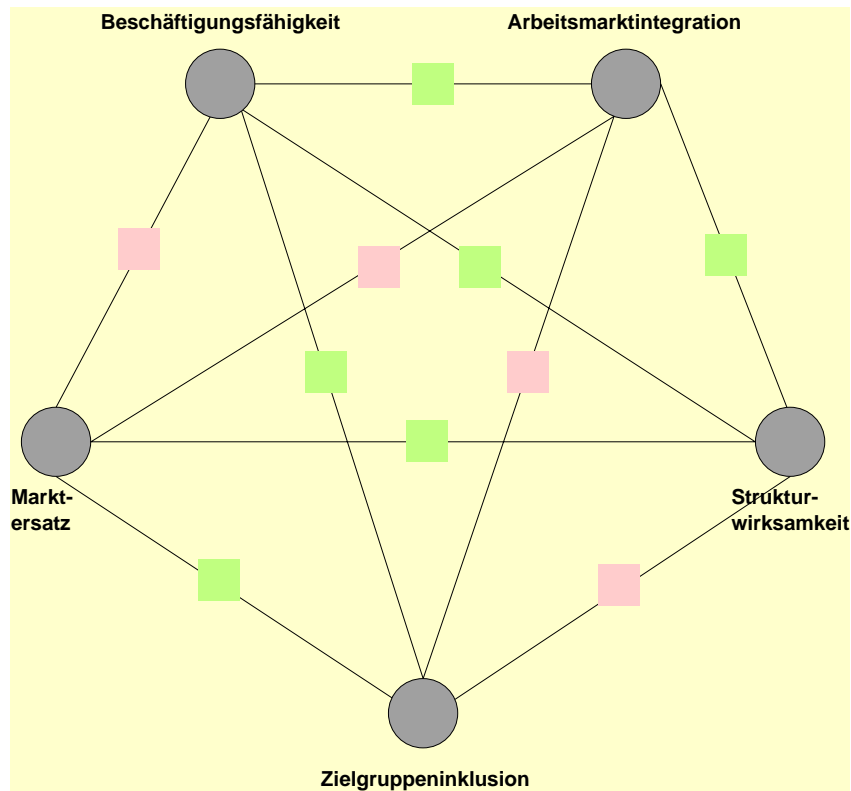 Beschäftigungsfähigkeit
Arbeitsmarktintegration
Markt-
ersatz
Struktur-
wirksamkeit
Zielgruppeninklusion